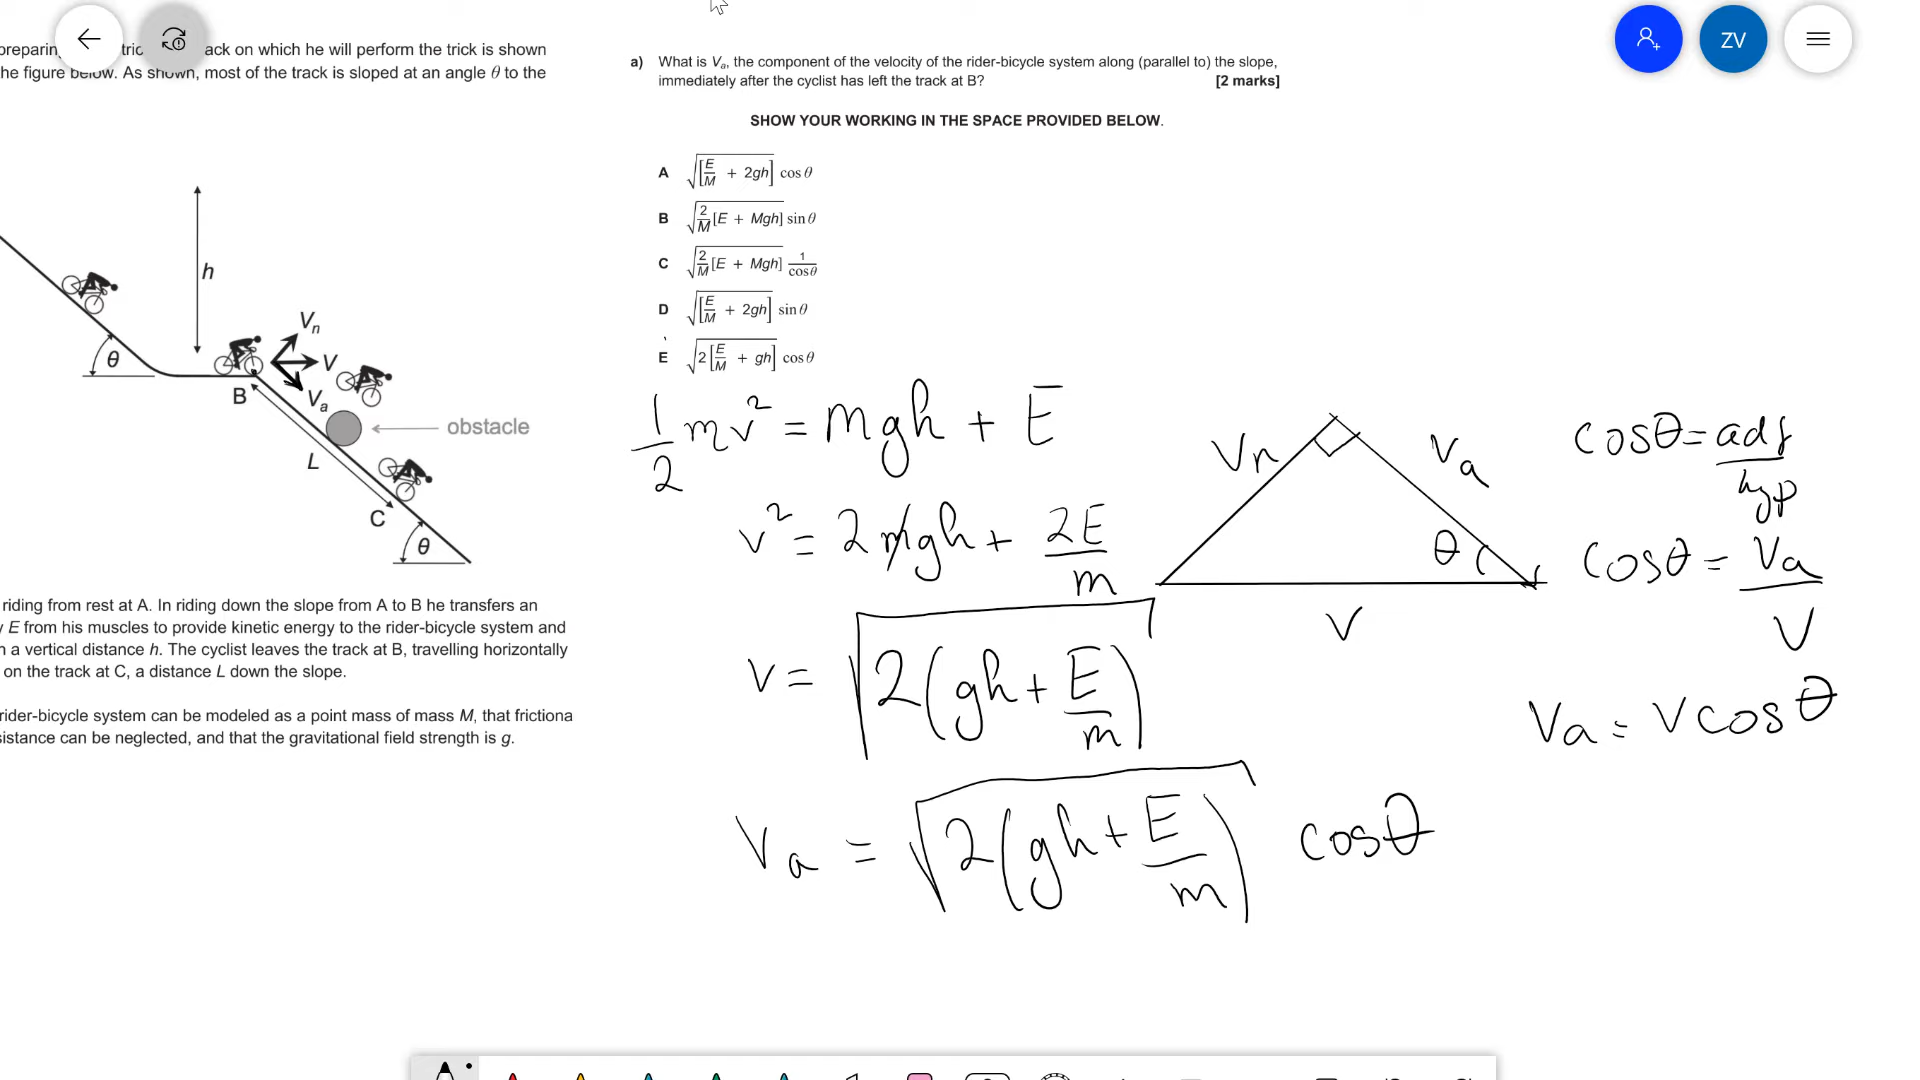 preparin
tric
ack on which he will perform the trick is shown
he figure below. As shown, most of the track is sloped at an angle θ to the
h
θ
B
V_n
V
V_a
obstacle
L
C
θ
riding from rest at A. In riding down the slope from A to B he transfers an
y E from his muscles to provide kinetic energy to the rider-bicycle system and
n a vertical distance h. The cyclist leaves the track at B, travelling horizontally
on the track at C, a distance L down the slope.
rider-bicycle system can be modeled as a point mass of mass M, that frictiona
sistance can be neglected, and that the gravitational field strength is g.
ZV
a) What is V_a, the component of the velocity of the rider-bicycle system along (parallel to) the slope,
immediately after the cyclist has left the track at B? [2 marks]
SHOW YOUR WORKING IN THE SPACE PROVIDED BELOW.
A √[E/M + 2gh] cos θ
B √2/M[E + Mgh] sin θ
C √2/M[E + Mgh] 1/cosθ
D √[E/M + 2gh] sin θ
E √2[E/M + gh] cos θ
1/2 mv² = mgh + E
v² = 2mgh + 2E/m
v = √2(gh + E/m)
V_a = √2(gh + E/m) cosθ
V_n
V_a
θ
V
cosθ = adj/hyp
cosθ = V_a/V
V_a = V cosθ